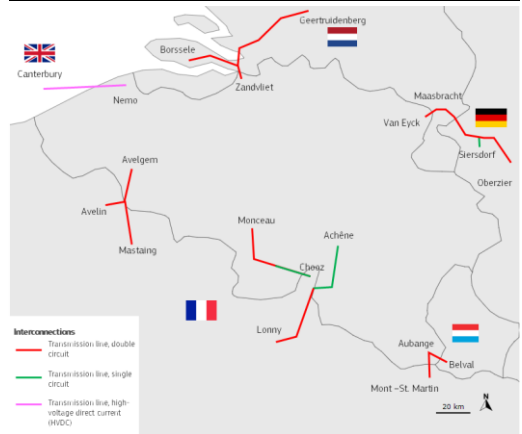 Geertruidenberg
Borssele
Canterbury
Zandvliet
Nemo
Maasbracht
Van Eyck
Siersdorf
Oberzier
Avelgem
Avelin
Mastaing
Monceau
Achêne
Chooz
Lonny
Aubange
Belval
Mont –St. Martin
20 km
N
Interconnections
Transmission line, double
circuit
Transmission line, single
circuit
Transmission line, high-
voltage direct current
(HVDC)